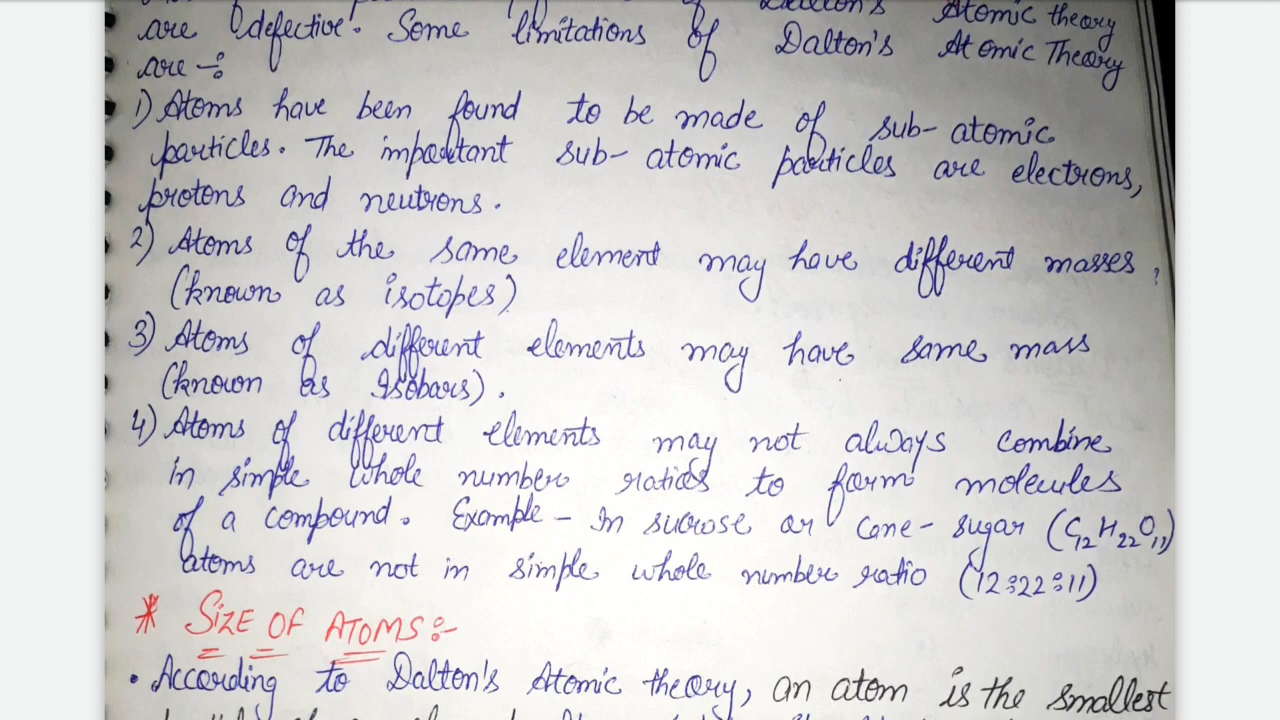 Dalton's Atomic theory
are defective. Some limitations of Dalton's Atomic Theory
are -:
1) Atoms have been found to be made of sub-atomic
particles. The important sub-atomic particles are electrons,
protons and neutrons.
2) Atoms of the same element may have different masses
(known as isotopes)
3) Atoms of different elements may have same mass
(known as Isobars).
4) Atoms of different elements may not always combine
in simple whole number ratios to form molecules
of a compound. Example - In sucrose or cane-sugar (C₁₂H₂₂O₁₁)
atoms are not in simple whole number ratio (12:22:11)
* SIZE OF ATOMS:-
• According to Dalton's Atomic theory, an atom is the smallest